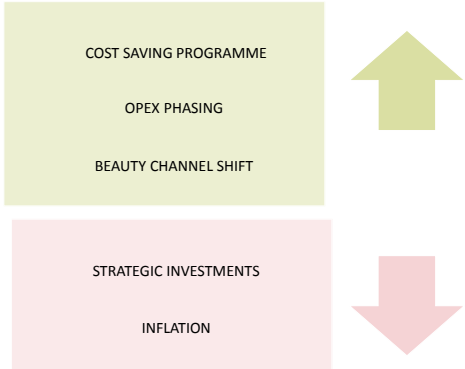 COST SAVING PROGRAMME
OPEX PHASING
BEAUTY CHANNEL SHIFT
STRATEGIC INVESTMENTS
INFLATION